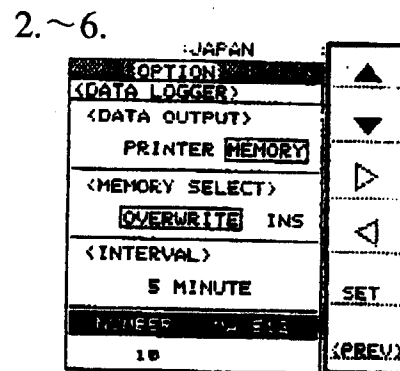 2.～6.
:JAPAN
OPTION
<DATA LOGGER>
<DATA OUTPUT>
PRINTER MEMORY
<MEMORY SELECT>
OVERWRITE INS
<INTERVAL>
5 MINUTE
SET
NUMBER
10
<PREV>